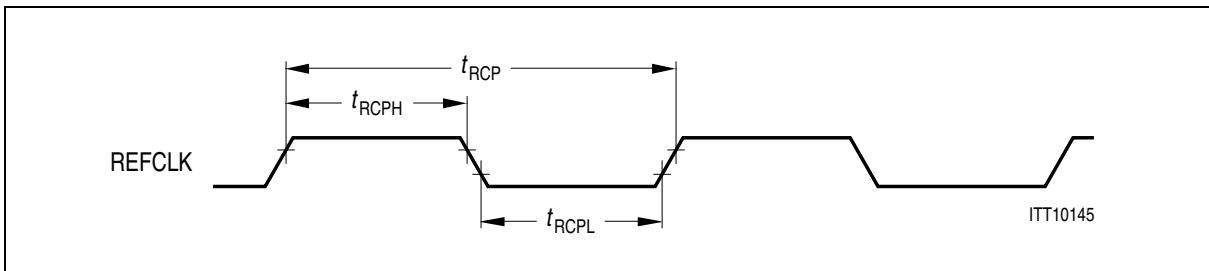 tRCP
tRCPH
REFCLK
tRCPL
ITT10145